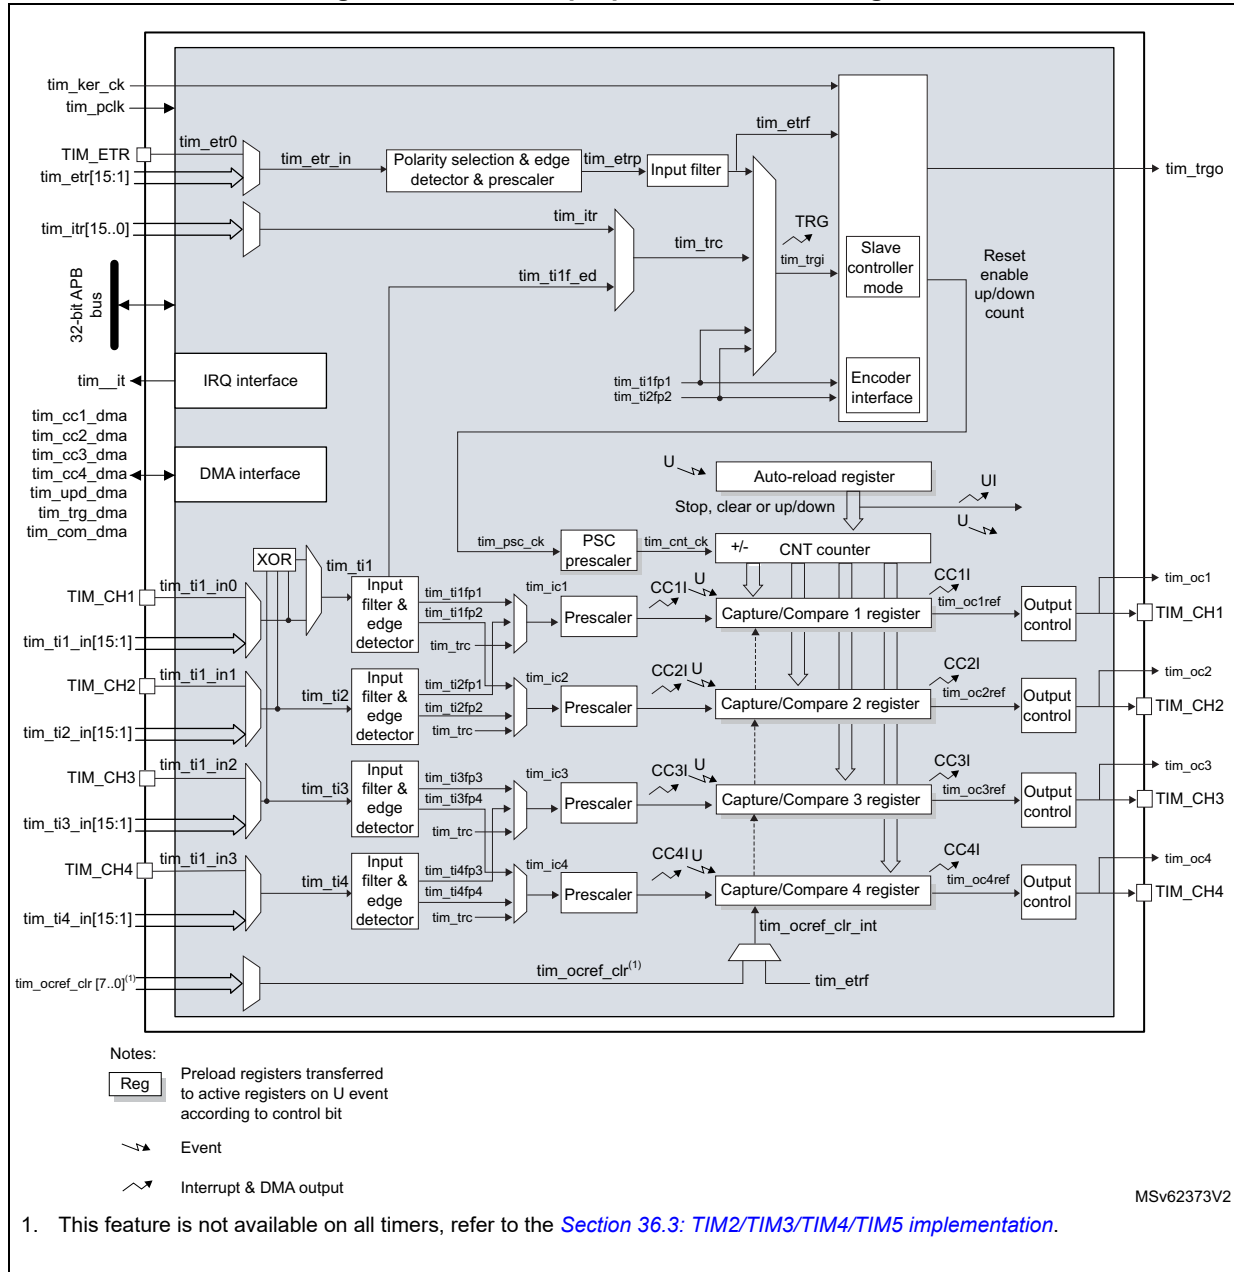 tim_ker_ck
tim_pclk
TIM_ETR
tim_etr0
tim_etr[15:1]
tim_etr_in
Polarity selection & edge
detector & prescaler
tim_etrp
Input filter
tim_etrf
tim_trgo
tim_itr[15..0]
tim_itr
tim_ti1f_ed
tim_trc
TRG
tim_trgi
Slave
controller
mode
Reset
enable
up/down
count
32-bit APB
bus
tim__it
IRQ interface
tim_ti1fp1
tim_ti2fp2
Encoder
interface
tim_cc1_dma
tim_cc2_dma
tim_cc3_dma
tim_cc4_dma
tim_upd_dma
tim_trg_dma
tim_com_dma
DMA interface
U
Auto-reload register
UI
Stop, clear or up/down
U
tim_psc_ck
PSC
prescaler
tim_cnt_ck
+/-
CNT counter
XOR
tim_ti1
TIM_CH1
tim_ti1_in0
tim_ti1_in[15:1]
Input
filter &
edge
detector
tim_ti1fp1
tim_ti1fp2
tim_trc
tim_ic1
Prescaler
CC1I
U
Capture/Compare 1 register
CC1I
tim_oc1ref
Output
control
tim_oc1
TIM_CH1
TIM_CH2
tim_ti1_in1
tim_ti2_in[15:1]
tim_ti2
Input
filter &
edge
detector
tim_ti2fp1
tim_ti2fp2
tim_trc
tim_ic2
Prescaler
CC2I
U
Capture/Compare 2 register
CC2I
tim_oc2ref
Output
control
tim_oc2
TIM_CH2
TIM_CH3
tim_ti1_in2
tim_ti3_in[15:1]
tim_ti3
Input
filter &
edge
detector
tim_ti3fp3
tim_ti3fp4
tim_trc
tim_ic3
Prescaler
CC3I
U
Capture/Compare 3 register
CC3I
tim_oc3ref
Output
control
tim_oc3
TIM_CH3
TIM_CH4
tim_ti1_in3
tim_ti4_in[15:1]
tim_ti4
Input
filter &
edge
detector
tim_ti4fp3
tim_ti4fp4
tim_trc
tim_ic4
Prescaler
CC4I
U
Capture/Compare 4 register
CC4I
tim_oc4ref
Output
control
tim_oc4
TIM_CH4
tim_ocref_clr_int
tim_ocref_clr [7..0](1)
tim_ocref_clr(1)
tim_etrf
Notes:
Reg
Preload registers transferred
to active registers on U event
according to control bit
Event
Interrupt & DMA output
MSv62373V2
1. This feature is not available on all timers, refer to the Section 36.3: TIM2/TIM3/TIM4/TIM5 implementation.